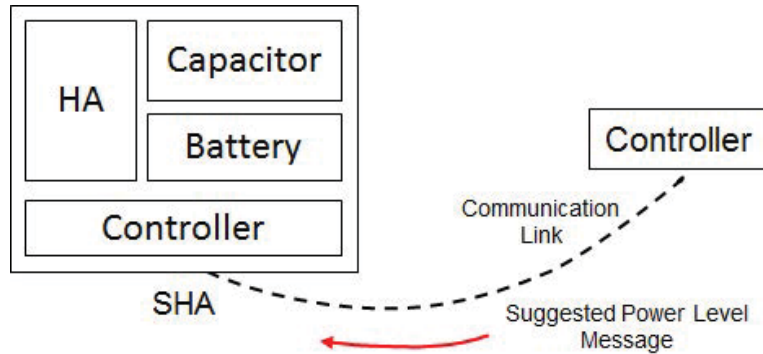 HA
Capacitor
Battery
Controller
SHA
Controller
Communication
Link
Suggested Power Level
Message